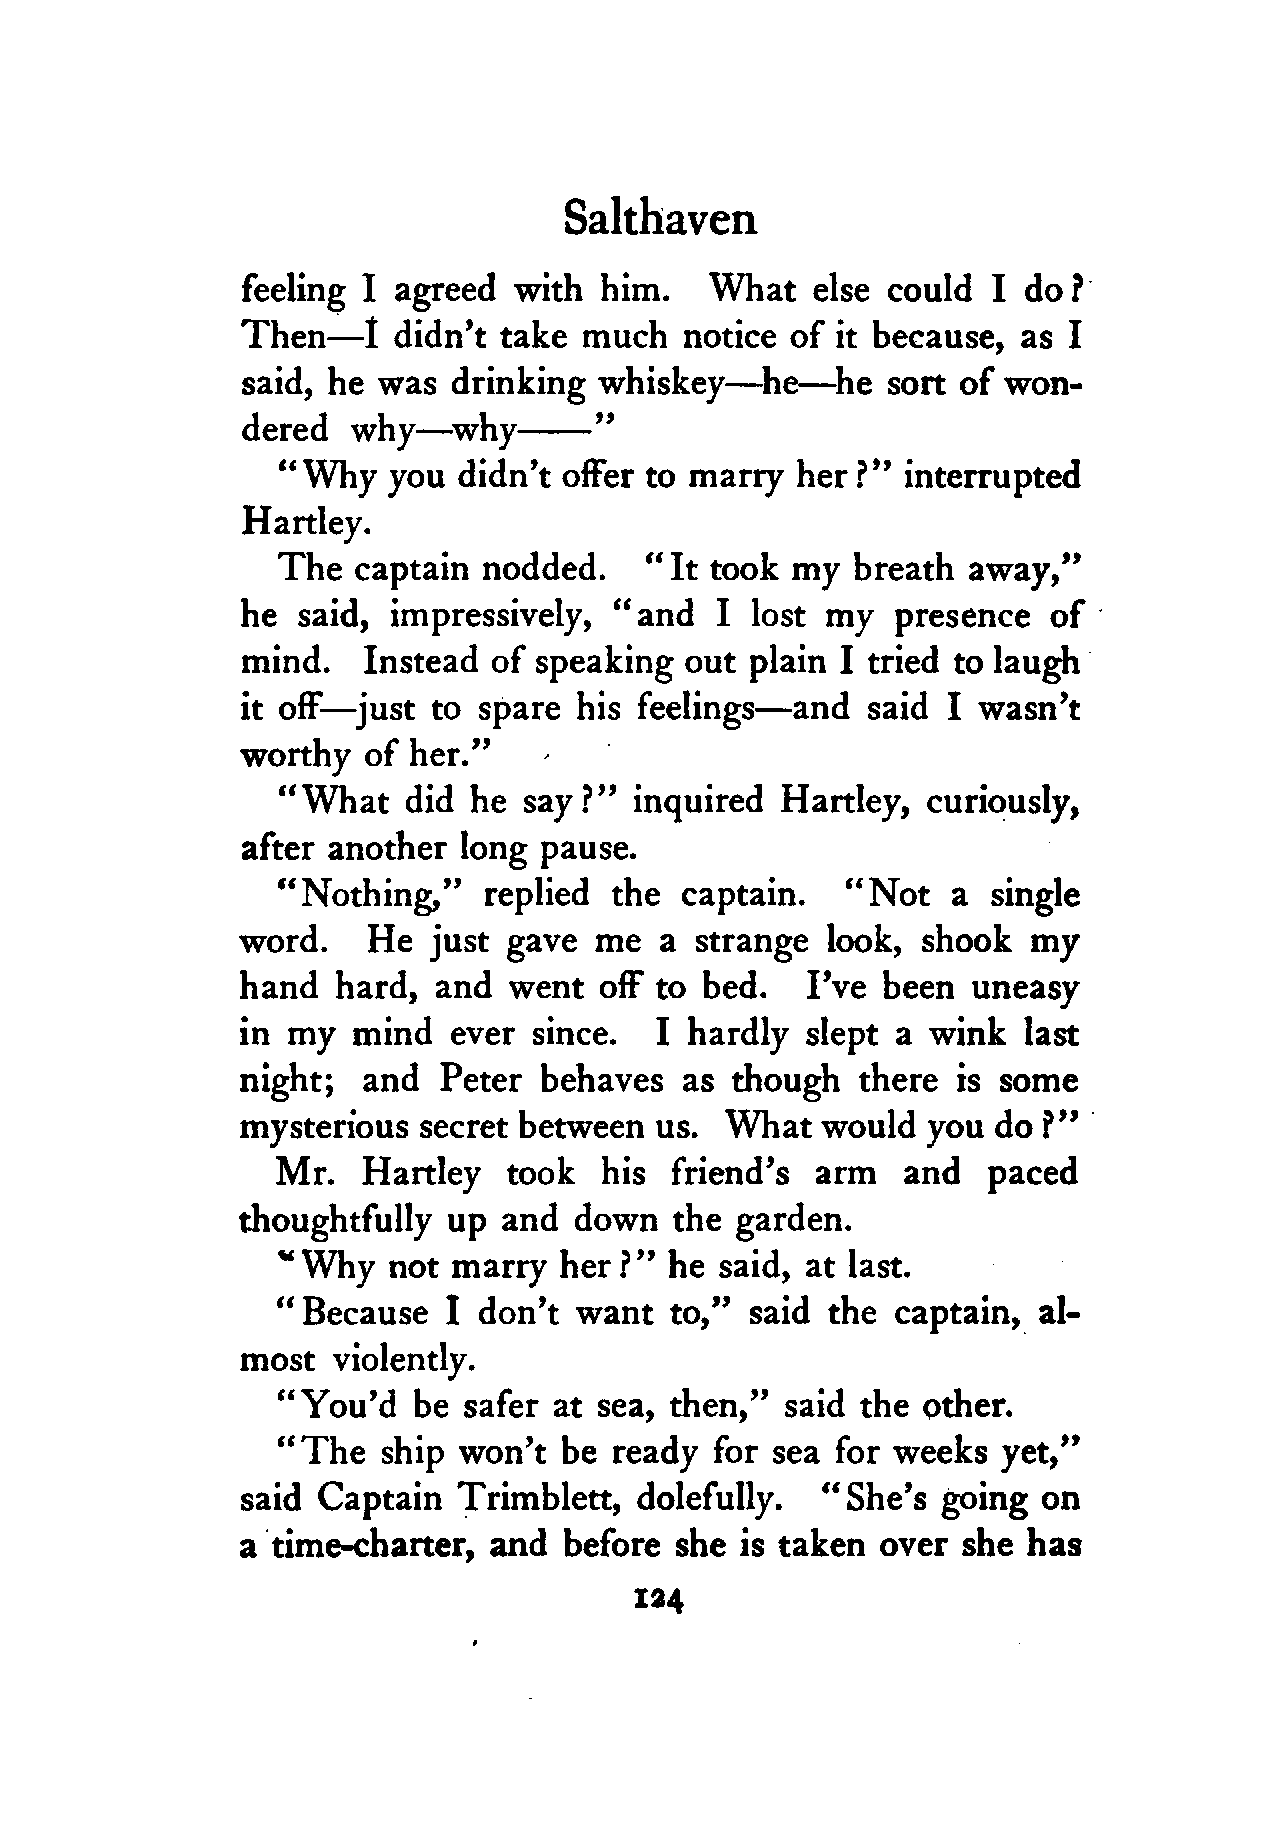 Salthaven
feeling I agreed with him. What else could I do?
Then—I didn't take much notice of it because, as I
said, he was drinking whiskey—he—he sort of won-
dered why—why——"
"Why you didn't offer to marry her?" interrupted
Hartley.
The captain nodded. "It took my breath away,"
he said, impressively, "and I lost my presence of
mind. Instead of speaking out plain I tried to laugh
it off—just to spare his feelings—and said I wasn't
worthy of her."
"What did he say?" inquired Hartley, curiously,
after another long pause.
"Nothing," replied the captain. "Not a single
word. He just gave me a strange look, shook my
hand hard, and went off to bed. I've been uneasy
in my mind ever since. I hardly slept a wink last
night; and Peter behaves as though there is some
mysterious secret between us. What would you do?"
Mr. Hartley took his friend's arm and paced
thoughtfully up and down the garden.
"Why not marry her?" he said, at last.
"Because I don't want to," said the captain, al-
most violently.
"You'd be safer at sea, then," said the other.
"The ship won't be ready for sea for weeks yet,"
said Captain Trimblett, dolefully. "She's going on
a time-charter, and before she is taken over she has
124